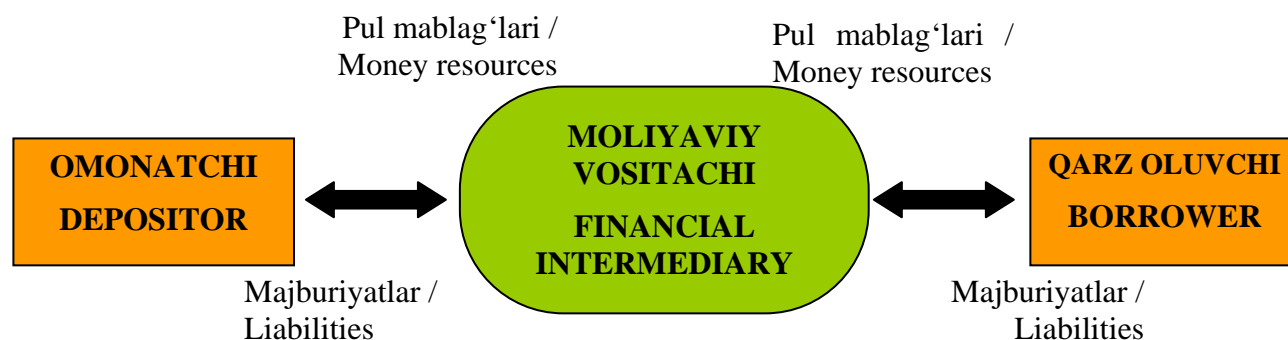 Pul mablag‘lari /
Money resources
Pul mablag‘lari /
Money resources
OMONATCHI
DEPOSITOR
MOLIYAVIY
VOSITACHI
FINANCIAL
INTERMEDIARY
QARZ OLUVCHI
BORROWER
Majburiyatlar /
Liabilities
Majburiyatlar /
Liabilities